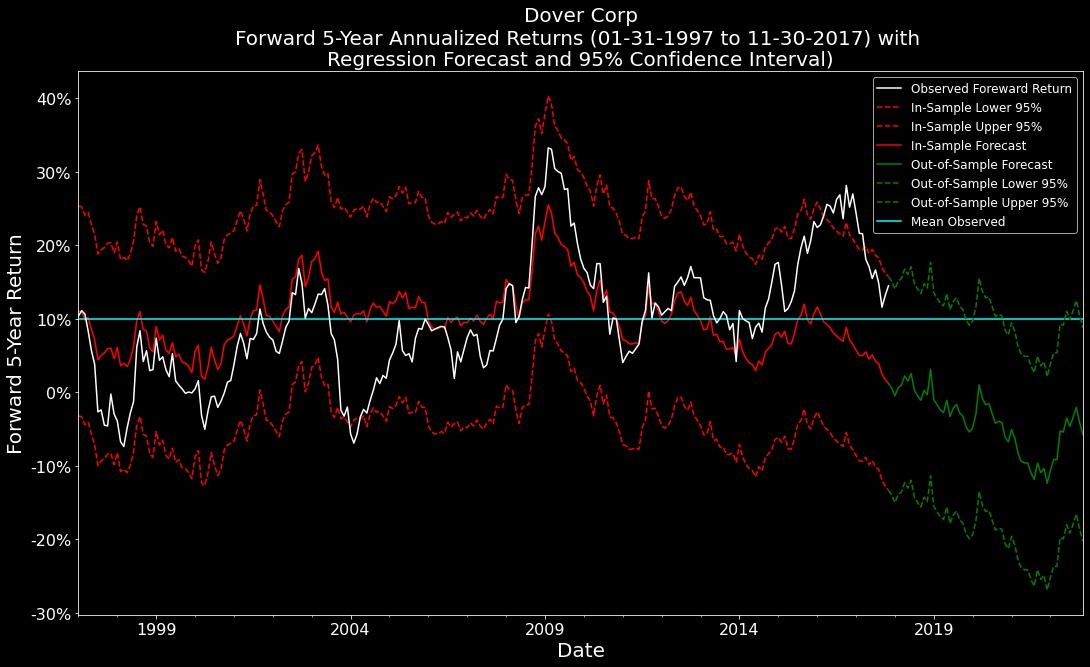 Dover Corp
Forward 5-Year Annualized Returns (01-31-1997 to 11-30-2017) with
Regression Forecast and 95% Confidence Interval)
Observed Foreward Return
In-Sample Lower 95%
In-Sample Upper 95%
In-Sample Forecast
Out-of-Sample Forecast
Out-of-Sample Lower 95%
Out-of-Sample Upper 95%
Mean Observed
Forward 5-Year Return
40%
30%
20%
10%
0%
-10%
-20%
-30%
1999
2004
2009
2014
2019
Date